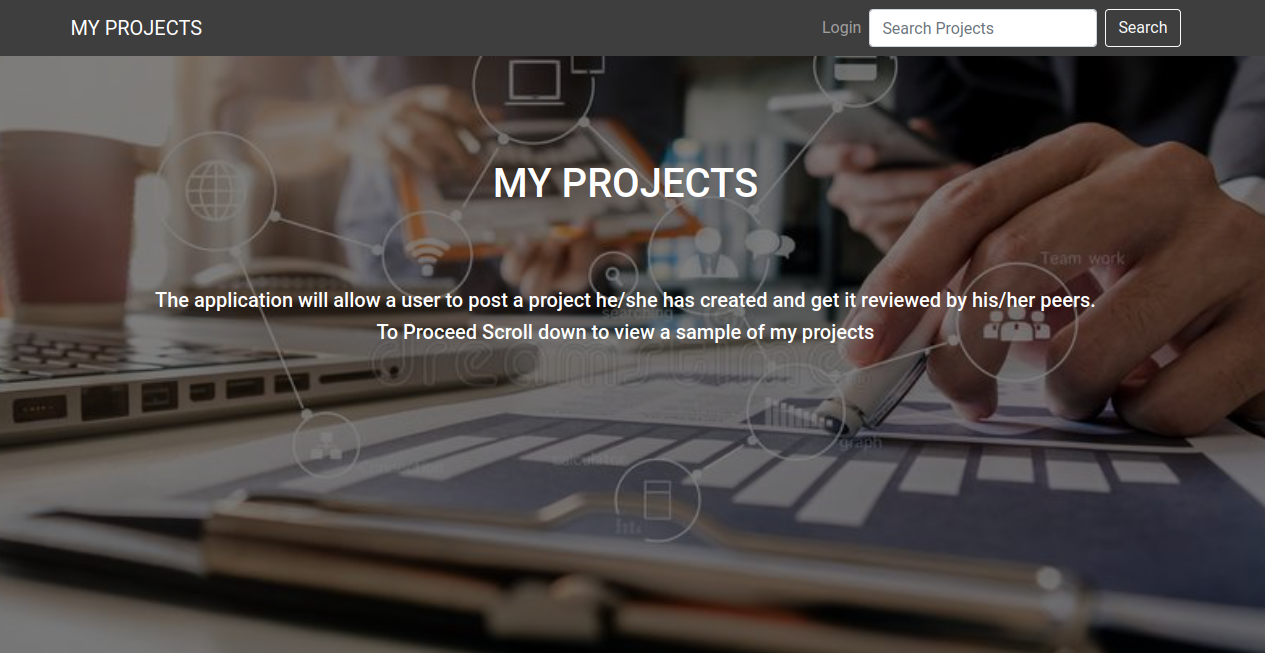 MY PROJECTS
Login
Search Projects
Search
MY PROJECTS
Team work
The application will allow a user to post a project he/she has created and get it reviewed by his/her peers.
searching
To Proceed Scroll down to view a sample of my projects
dreamstime
graph
calculates